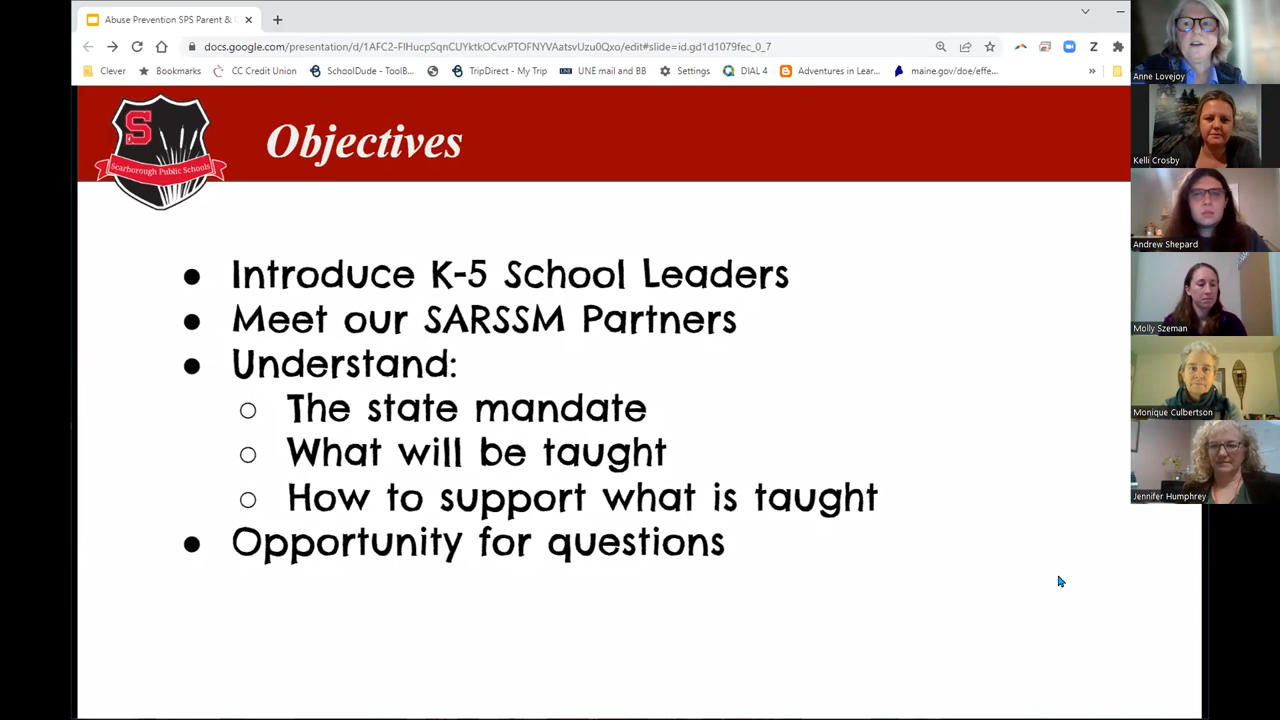 Abuse Prevention SPS Parent &
docs.google.com/presentation/d/1AFC2-FlHucpSqnCUYktkOCvxPTOFNYVAatsvUzu0Qxo/edit#slide=id.gd1d1079fec_0_7
Clever
Bookmarks
CC Credit Union
SchoolDude - ToolB...
TripDirect - My Trip
UNE
UNE mail and BB
Settings
DIAL 4
Adventures in Lear...
maine.gov/doe/effe...
»
Z
S
Scarborough Public Schools
Objectives
• Introduce K-5 School Leaders
• Meet our SARSSM Partners
• Understand:
○ The state mandate
○ What will be taught
○ How to support what is taught
• Opportunity for questions
Anne Lovejoy
Kelli Crosby
Andrew Shepard
Molly Szeman
Monique Culbertson
Jennifer Humphrey